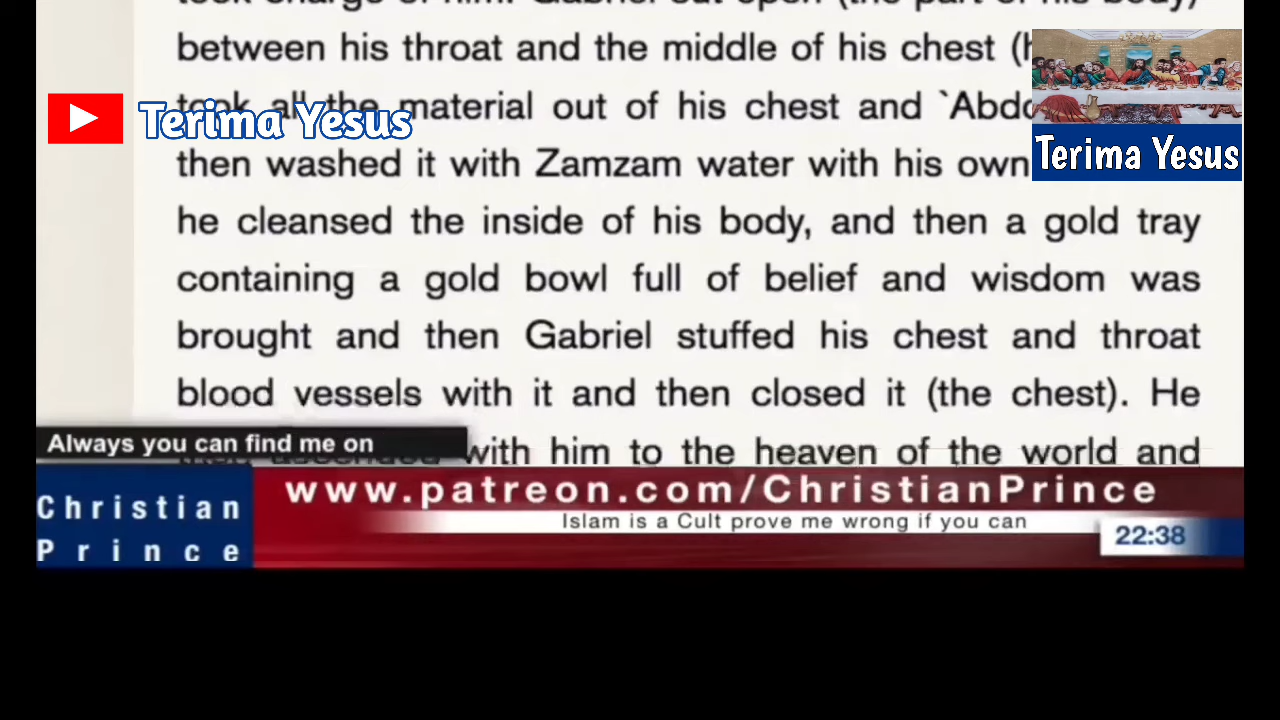 between his throat and the middle of his chest
all the material out of his chest and `Abdo
then washed it with Zamzam water with his own
he cleansed the inside of his body, and then a gold tray
containing a gold bowl full of belief and wisdom was
brought and then Gabriel stuffed his chest and throat
blood vessels with it and then closed it (the chest). He
with him to the heaven of the world and
Terima Yesus
Terima Yesus
Always you can find me on
Christian
Prince
www.patreon.com/ChristianPrince
Islam is a Cult prove me wrong if you can
22:38